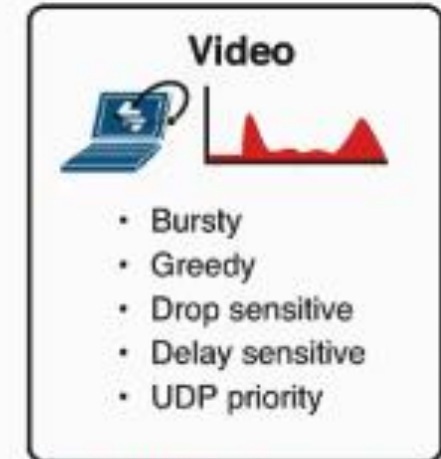 Video
• Bursty
• Greedy
• Drop sensitive
• Delay sensitive
• UDP priority